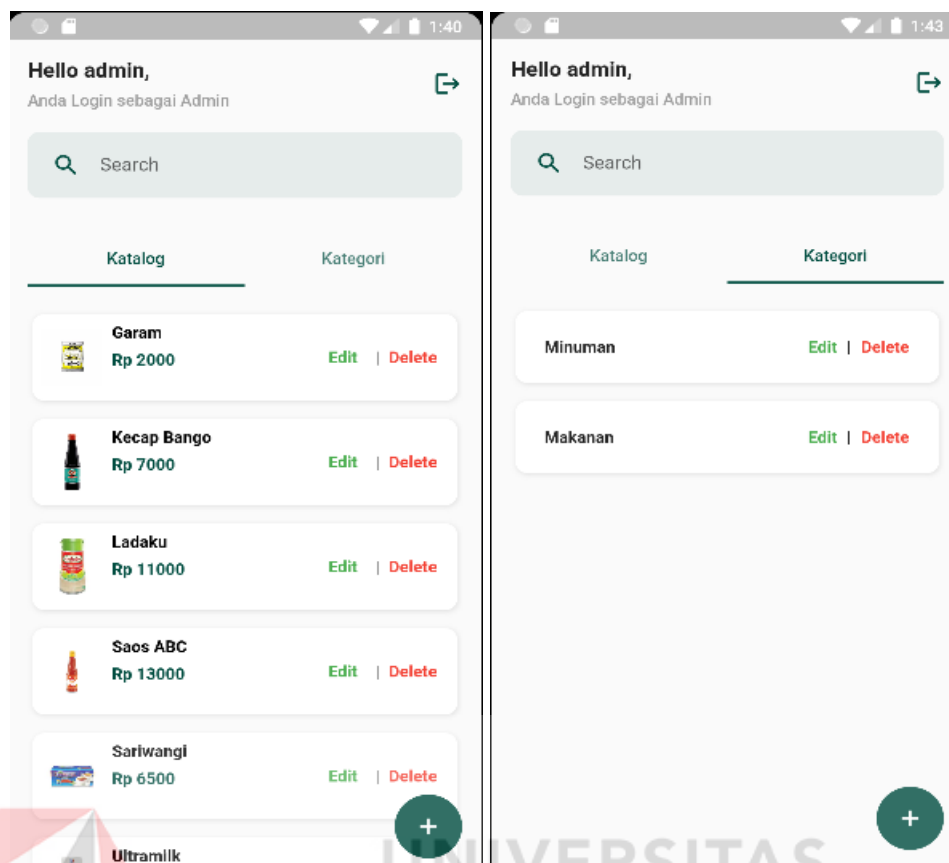 1:40
Hello admin,
Anda Login sebagai Admin
Search
Katalog Kategori
Garam
Rp 2000
Edit | Delete
Kecap Bango
Rp 7000
Edit | Delete
Ladaku
Rp 11000
Edit | Delete
Saos ABC
Rp 13000
Edit | Delete
Sariwangi
Rp 6500
Edit | Delete
+
Ultramilk
1:43
Hello admin,
Anda Login sebagai Admin
Search
Katalog Kategori
Minuman Edit | Delete
Makanan Edit | Delete
+
UNIVERSITAS